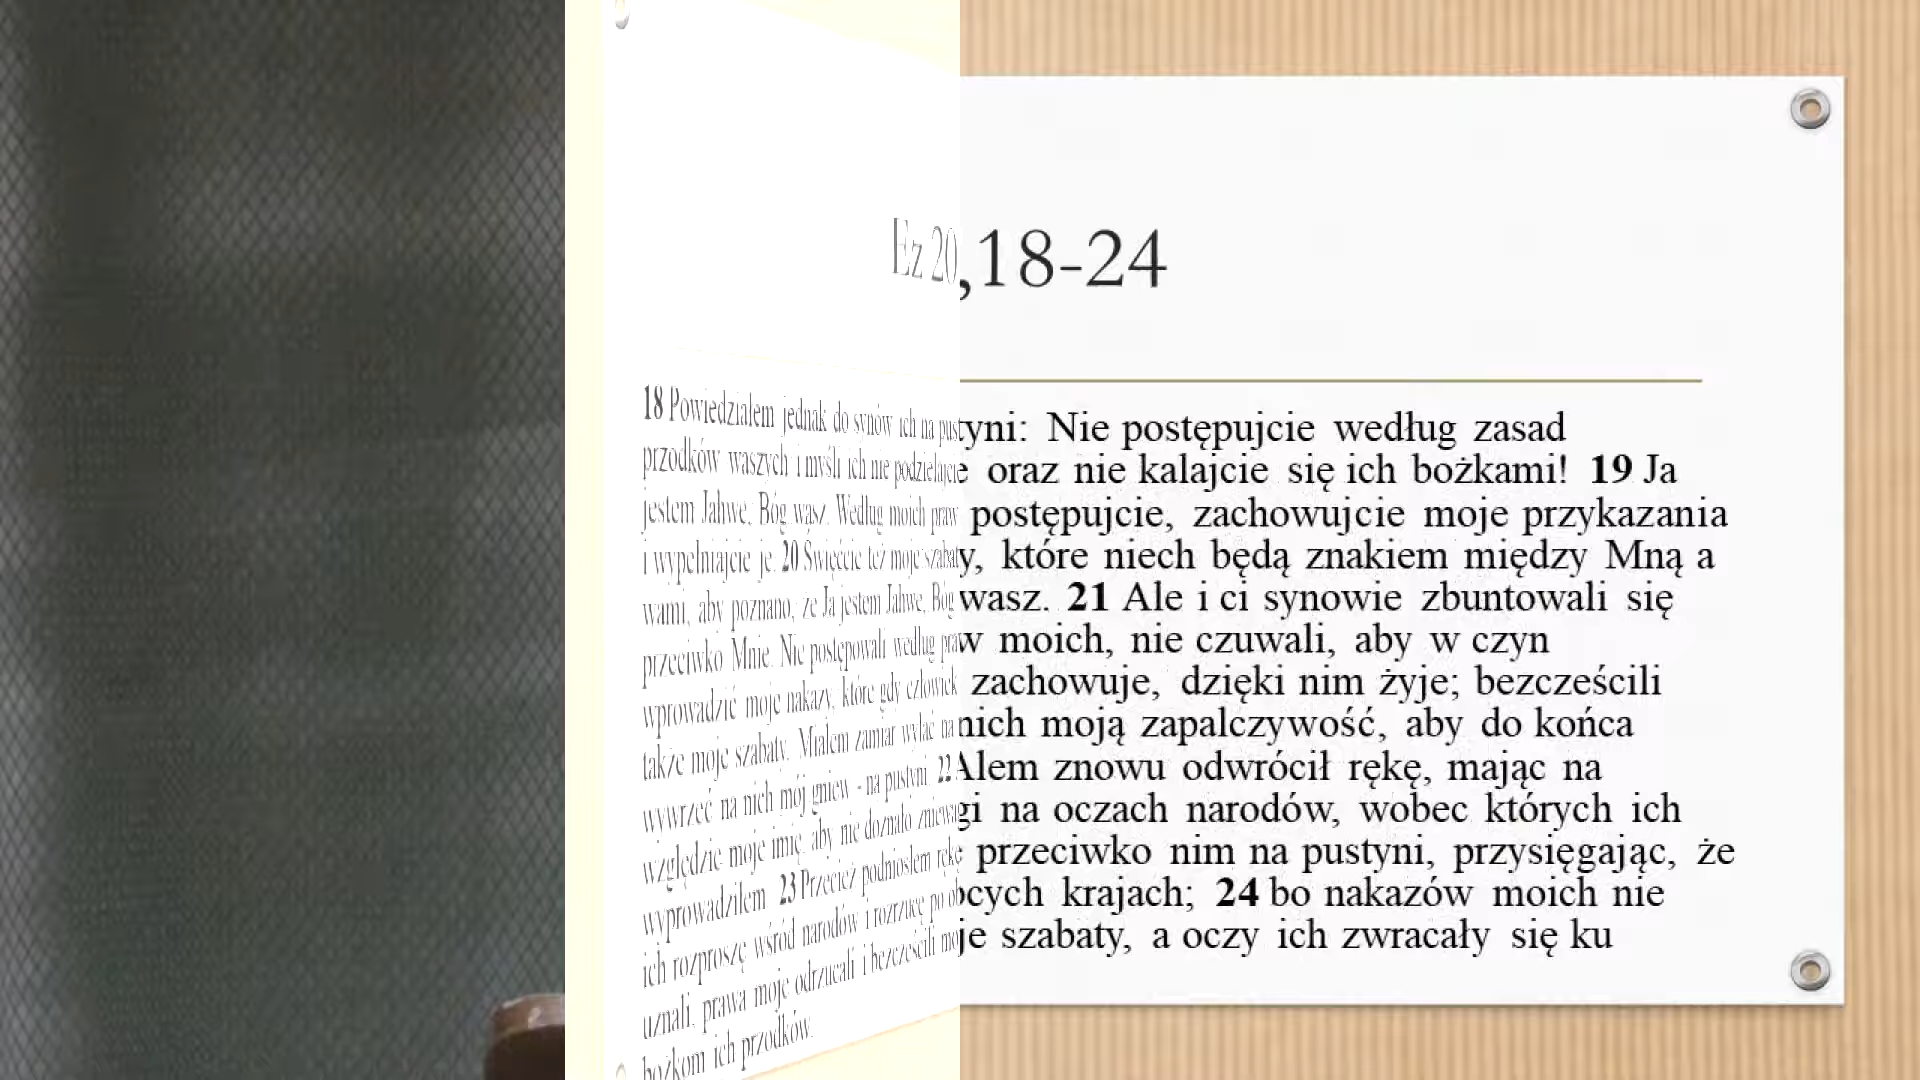 Ez 20,18-24
18 Powiedziałem jednak do synów ich na pustyni: Nie postępujcie według zasad
przodków waszych i myśli ich nie podzielajcie oraz nie kalajcie się ich bożkami! 19 Ja
jestem Jahwe, Bóg wasz. Według moich praw postępujcie, zachowujcie moje przykazania
i wypełniajcie je. 20 Święćcie też moje szabaty, które niech będą znakiem między Mną a
wami, aby poznano, że Ja jestem Jahwe, Bóg wasz. 21 Ale i ci synowie zbuntowali się
przeciwko Mnie. Nie postępowali według praw moich, nie czuwali, aby w czyn
wprowadzić moje nakazy, które gdy człowiek zachowuje, dzięki nim żyje; bezcześcili
także moje szabaty. Miałem zamiar wylać na nich moją zapalczywość, aby do końca
wywrzeć na nich mój gniew - na pustyni. 22 Alem znowu odwrócił rękę, mając na
względzie moje imię, aby nie doznało zniewagi na oczach narodów, wobec których ich
wyprowadziłem. 23 Przecież podniosłem rękę przeciwko nim na pustyni, przysięgając, że
ich rozproszę wśród narodów i rozrzucę po obcych krajach; 24 bo nakazów moich nie
uznali, prawa moje odrzucali i bezcześcili moje szabaty, a oczy ich zwracały się ku
bożkom ich przodków.